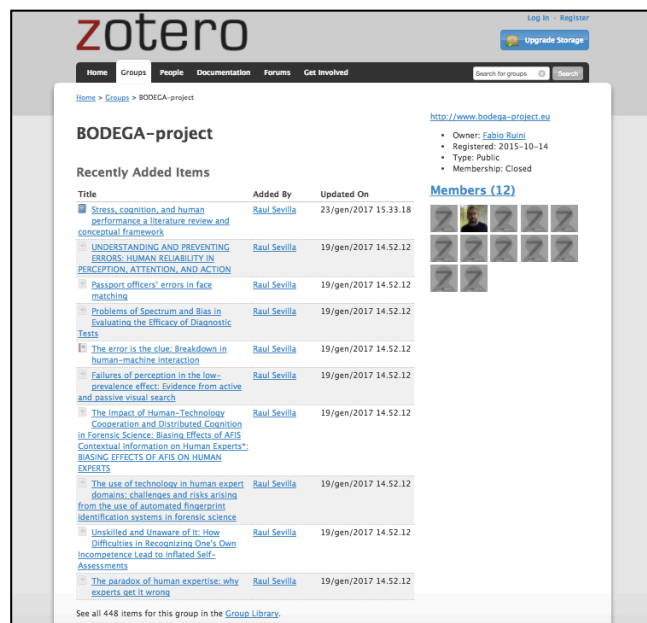 zotero
Log In · Register
Upgrade Storage
Home Groups People Documentation Forums Get Involved
Search for groups Search
Home > Groups > BODEGA-project
BODEGA-project
Recently Added Items
Title Added By Updated On
Stress, cognition, and human Raul Sevilla 23/gen/2017 15.33.18
performance a literature review and
conceptual framework
UNDERSTANDING AND PREVENTING Raul Sevilla 19/gen/2017 14.52.12
ERRORS: HUMAN RELIABILITY IN
PERCEPTION, ATTENTION, AND ACTION
Passport officers' errors in face Raul Sevilla 19/gen/2017 14.52.12
matching
Problems of Spectrum and Bias in Raul Sevilla 19/gen/2017 14.52.12
Evaluating the Efficacy of Diagnostic
Tests
The error is the clue: Breakdown in Raul Sevilla 19/gen/2017 14.52.12
human-machine interaction
Failures of perception in the low- Raul Sevilla 19/gen/2017 14.52.12
prevalence effect: Evidence from active
and passive visual search
The Impact of Human-Technology Raul Sevilla 19/gen/2017 14.52.12
Cooperation and Distributed Cognition
in Forensic Science: Biasing Effects of AFIS
Contextual Information on Human Experts*:
BIASING EFFECTS OF AFIS ON HUMAN
EXPERTS
The use of technology in human expert Raul Sevilla 19/gen/2017 14.52.12
domains: challenges and risks arising
from the use of automated fingerprint
identification systems in forensic science
Unskilled and Unaware of It: How Raul Sevilla 19/gen/2017 14.52.12
Difficulties in Recognizing One's Own
Incompetence Lead to Inflated Self-
Assessments
The paradox of human expertise: why Raul Sevilla 19/gen/2017 14.52.12
experts get it wrong
See all 448 items for this group in the Group Library.
http://www.bodega-project.eu
• Owner: Fabio Ruini
• Registered: 2015-10-14
• Type: Public
• Membership: Closed
Members (12)